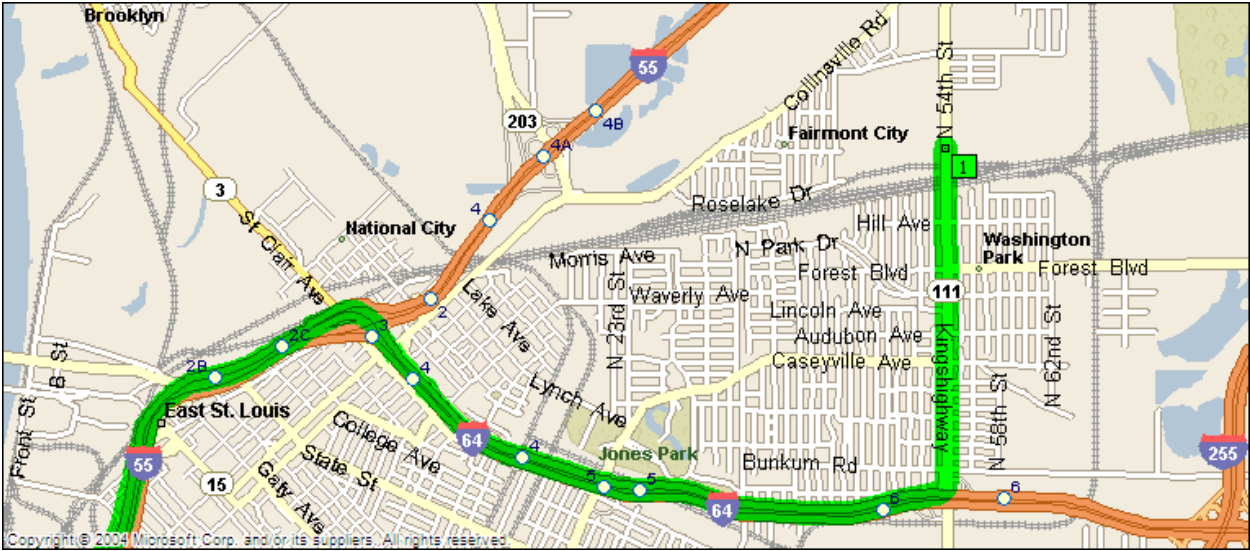 Brooklyn
N 54th St
Collinsville Rd
55
4B
203
Fairmont City
4A
1
3
Roselake Dr
4
St Clair Ave
National City
Hill Ave
N Park Dr
Washington
Park
Morris Ave
Forest Blvd
Forest Blvd
N 23rd St
Lake Ave
Waverly Ave
111
2
Lincoln Ave
N 62nd St
3
Audubon Ave
Kingshighway
2C
B St
Caseyville Ave
2B
4
Lynch Ave
N 58th St
Front St
East St. Louis
College Ave
64
Jones Park
State St
4
Bunkum Rd
255
55
Gaty Ave
15
5
5
64
6
6
Copyright © 2004 Microsoft Corp. and/or its suppliers. All rights reserved.